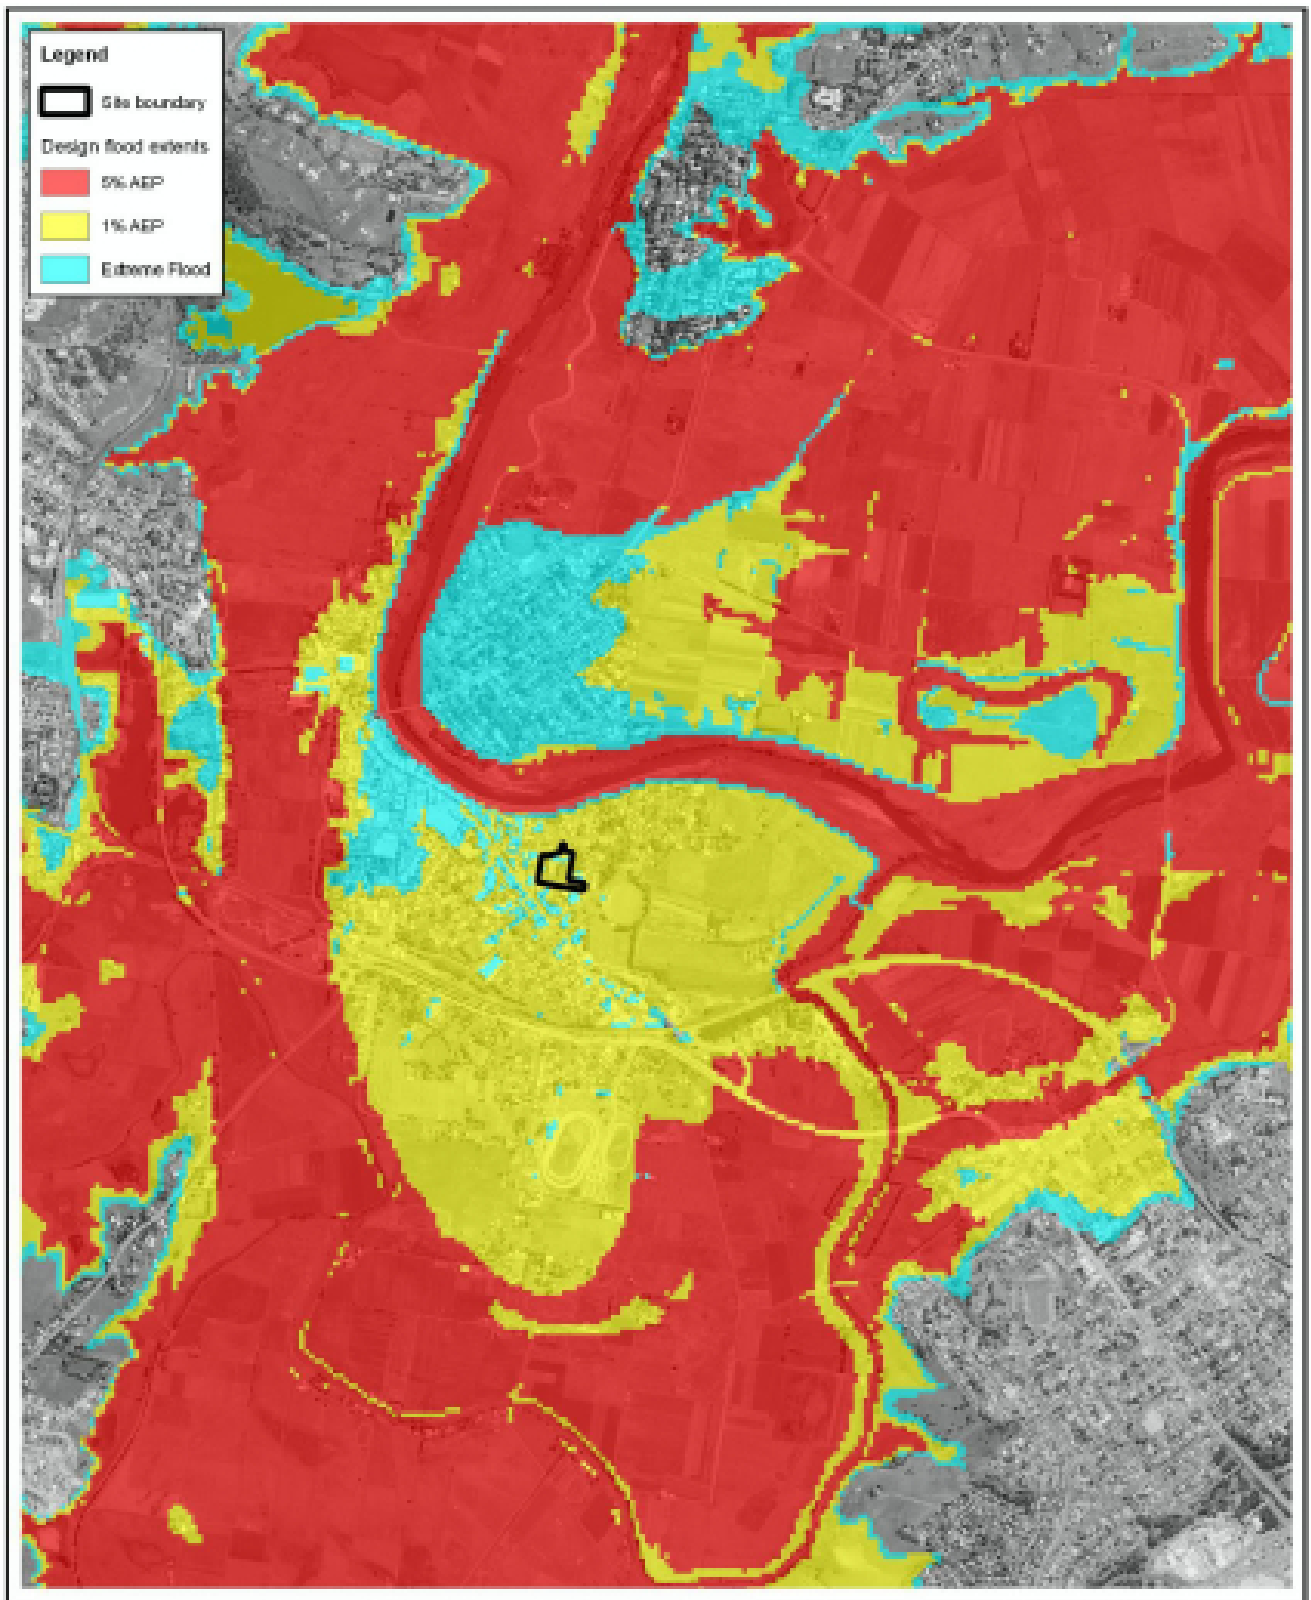 Legend
Site boundary
Design flood extents
5% AEP
1% AEP
Extreme Flood